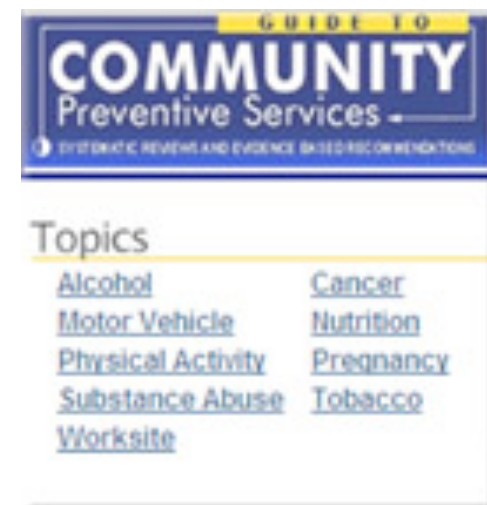 GUIDE TO
COMMUNITY
Preventive Services
SYSTEMATIC REVIEWS AND EVIDENCE BASED RECOMMENDATIONS
Topics
Alcohol Cancer
Motor Vehicle Nutrition
Physical Activity Pregnancy
Substance Abuse Tobacco
Worksite